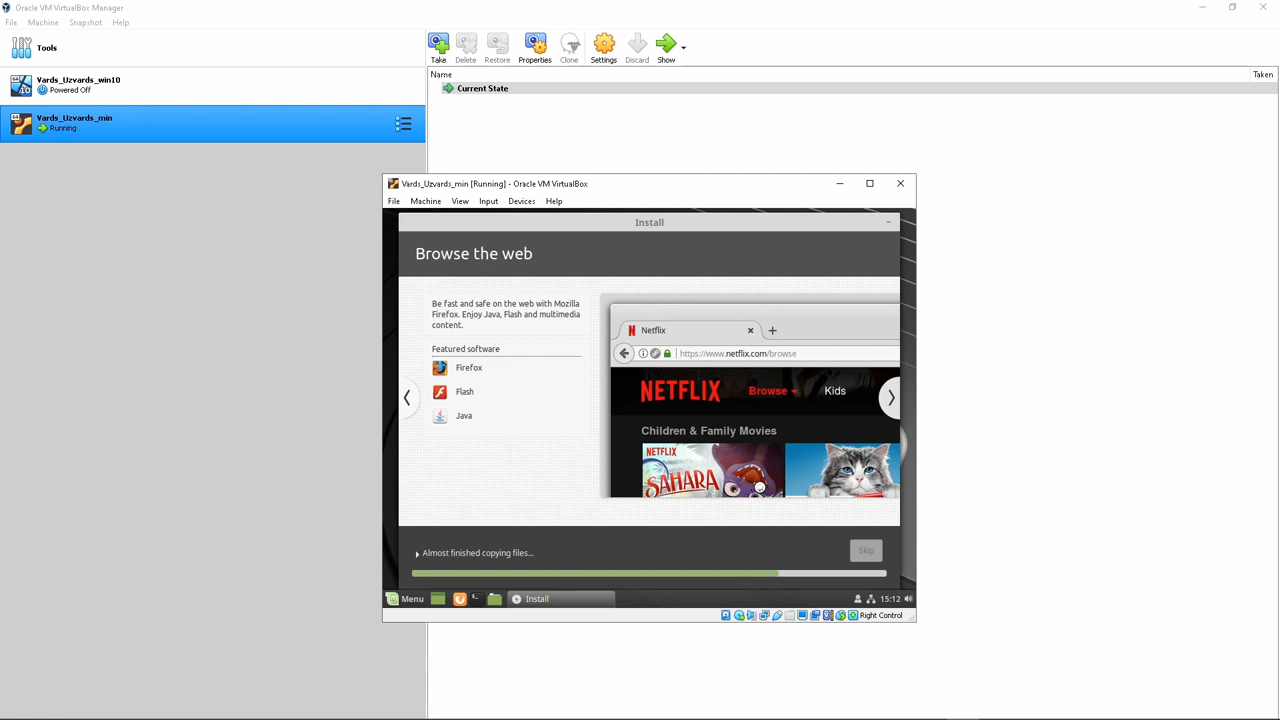 Oracle VM VirtualBox Manager
File Machine Snapshot Help
Tools
Vards_Uzvards_win10
Powered Off
Vards_Uzvards_min
Running
Take Delete Restore Properties Clone Settings Discard Show
Name Taken
Current State
Vards_Uzvards_min [Running] - Oracle VM VirtualBox
File Machine View Input Devices Help
Install
Browse the web
Be fast and safe on the web with Mozilla
Firefox. Enjoy Java, Flash and multimedia
content.
Featured software
Firefox
Flash
Java
Netflix
https://www.netflix.com/browse
NETFLIX Browse Kids
Children & Family Movies
NETFLIX
SAHARA
Almost finished copying files...
Skip
Menu Install 15:12
Right Control